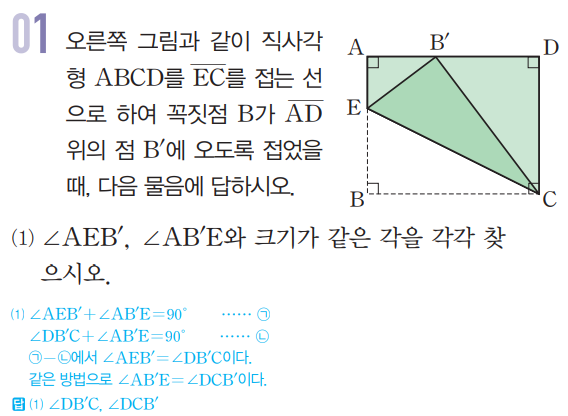 01 오른쪽 그림과 같이 직사각
형 ABCD를 \overline{EC}를 접는 선
으로 하여 꼭짓점 B가 \overline{AD}
위의 점 B′에 오도록 접었을
때, 다음 물음에 답하시오.
A B′ D
E
B C
(1) ∠AEB′, ∠AB′E와 크기가 같은 각을 각각 찾
으시오.
(1) ∠AEB′+∠AB′E=90° …… ㉠
∠DB′C+∠AB′E=90° …… ㉡
㉠-㉡에서 ∠AEB′=∠DB′C이다.
같은 방법으로 ∠AB′E=∠DCB′이다.
답 (1) ∠DB′C, ∠DCB′